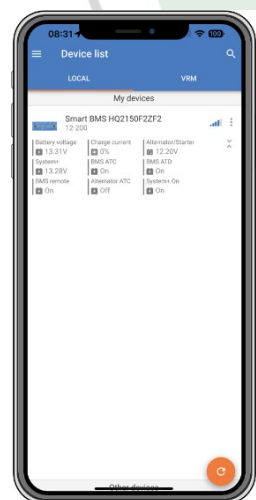 08:31
100
Device list
LOCAL
VRM
My devices
Smart BMS HQ2150F2ZF2
12-200
Battery voltage
Charge current
Alternator/Starter
13.31V
0%
12.20V
System+
BMS ATC
BMS ATD
13.28V
On
On
BMS remote
Alternator ATC
System+ On
On
Off
On
Other devices